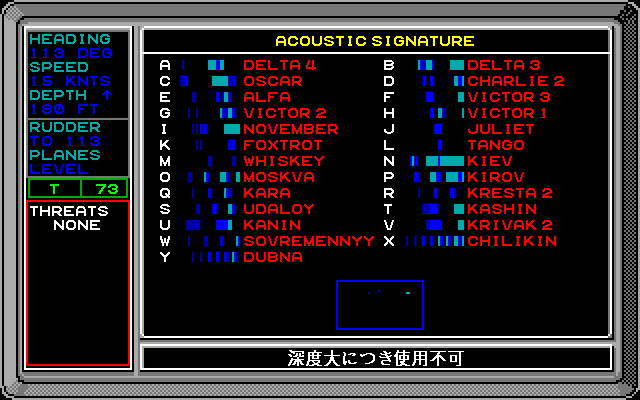 HEADING
113 DEG
SPEED
15 KNTS
DEPTH ↑
190 FT
RUDDER
TO 113
PLANES
LEVEL
T 73
THREATS
NONE
ACOUSTIC SIGNATURE
A DELTA 4 B DELTA 3
C OSCAR D CHARLIE 2
E ALFA F VICTOR 3
G VICTOR 2 H VICTOR 1
I NOVEMBER J JULIET
K FOXTROT L TANGO
M WHISKEY N KIEV
O MOSKVA P KIROV
Q KARA R KRESTA 2
S UDALOY T KASHIN
U KANIN V KRIVAK 2
W SOVREMENNYY X CHILIKIN
Y DUBNA
深度大につき使用不可